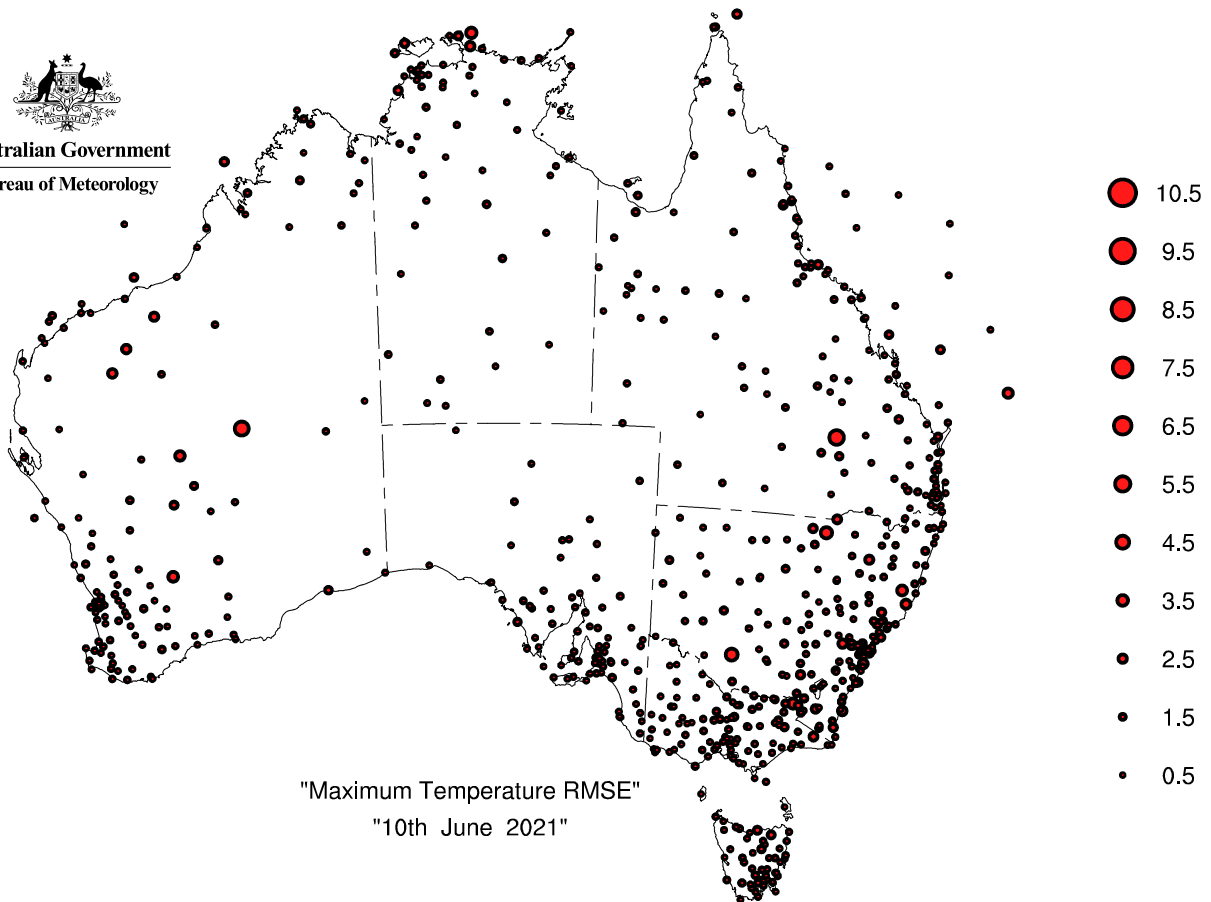 AUSTRALIA
tralian Government
reau of Meteorology
10.5
9.5
8.5
7.5
6.5
5.5
4.5
3.5
2.5
1.5
0.5
"Maximum Temperature RMSE"
"10th June 2021"